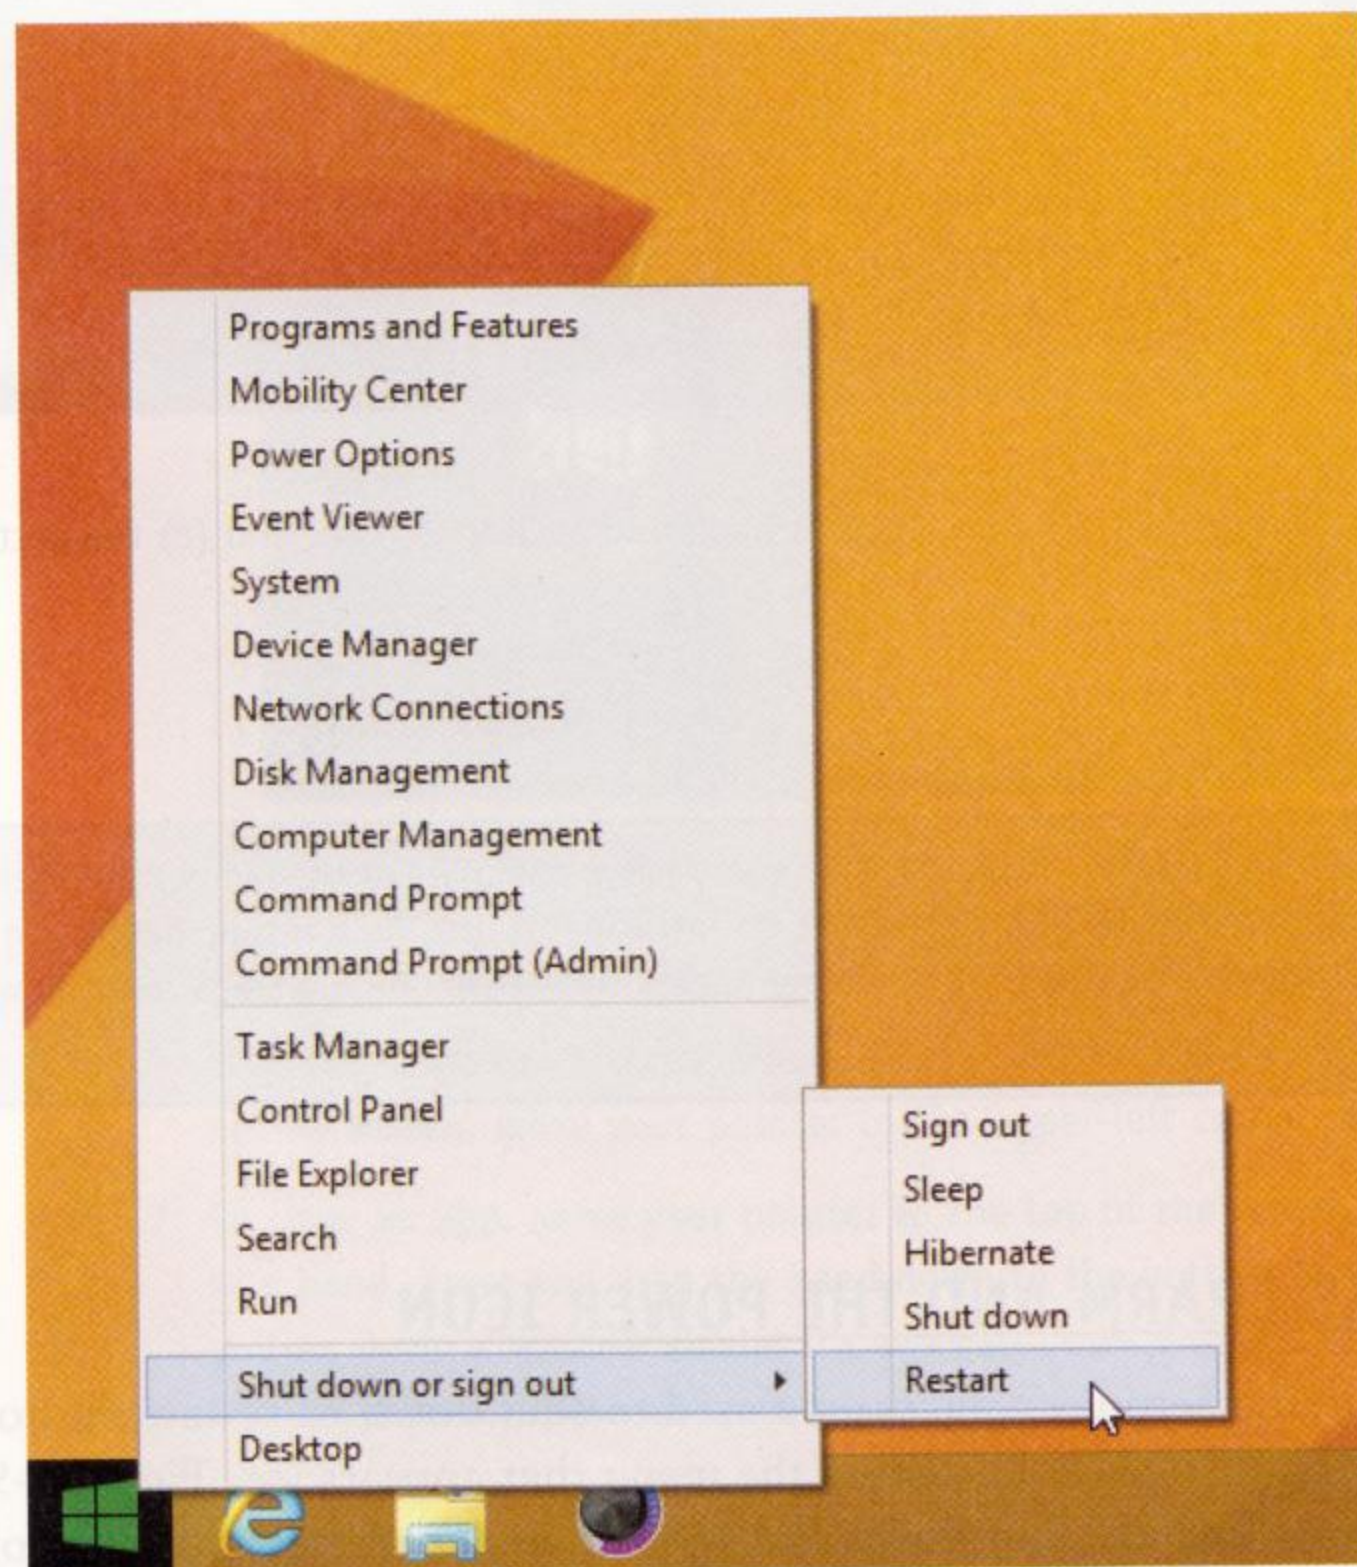 Programs and Features
Mobility Center
Power Options
Event Viewer
System
Device Manager
Network Connections
Disk Management
Computer Management
Command Prompt
Command Prompt (Admin)
Task Manager
Control Panel
File Explorer
Search
Run
Shut down or sign out
Desktop
Sign out
Sleep
Hibernate
Shut down
Restart